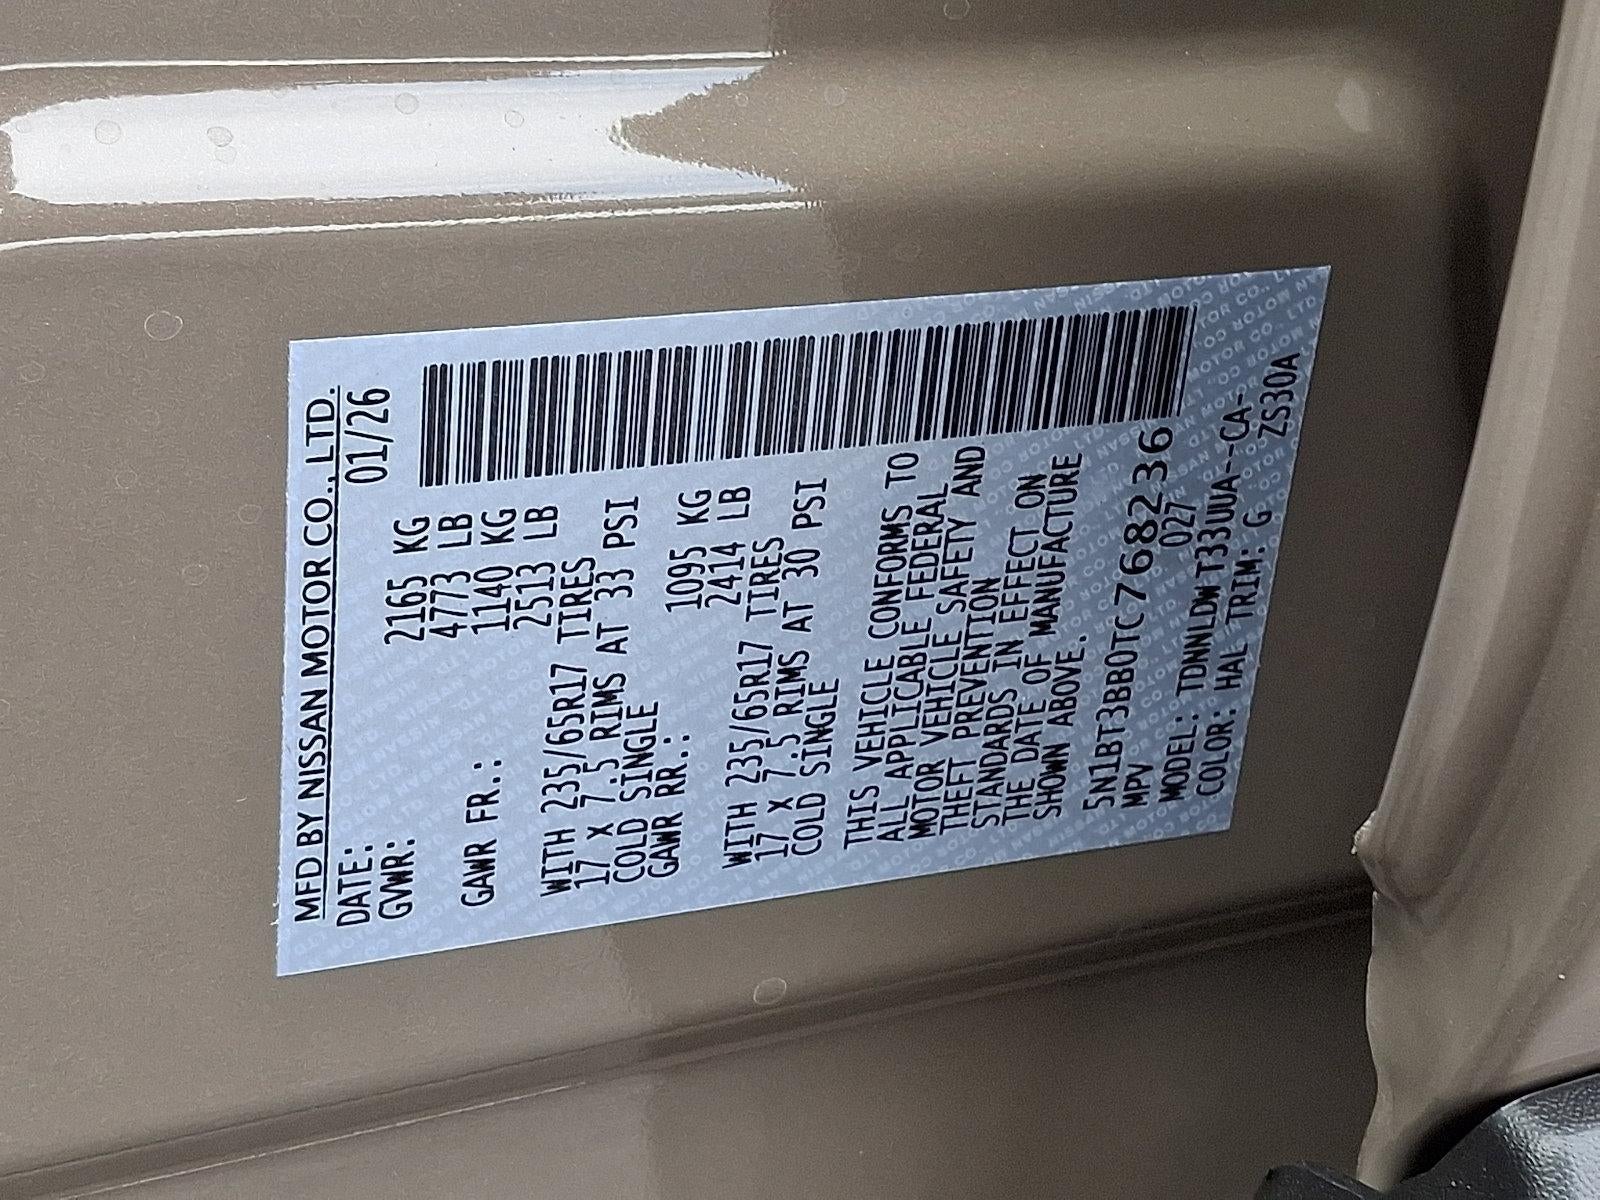 MFD BY NISSAN MOTOR CO., LTD.
DATE: 01/26
GVWR: 2165 KG
4773 LB
GAWR FR.: 1140 KG
2513 LB
WITH 235/65R17 TIRES
17 X 7.5 RIMS AT 33 PSI
COLD SINGLE
GAWR RR.: 1095 KG
2414 LB
WITH 235/65R17 TIRES
17 X 7.5 RIMS AT 30 PSI
COLD SINGLE
THIS VEHICLE CONFORMS TO
ALL APPLICABLE FEDERAL
MOTOR VEHICLE SAFETY AND
THEFT PREVENTION
STANDARDS IN EFFECT ON
THE DATE OF MANUFACTURE
SHOWN ABOVE.
5N1BT3BB0TC768236
MPV 027
MODEL: TDNNLDWT33UUA--CA-
COLOR: HAL TRIM: G ZS30A